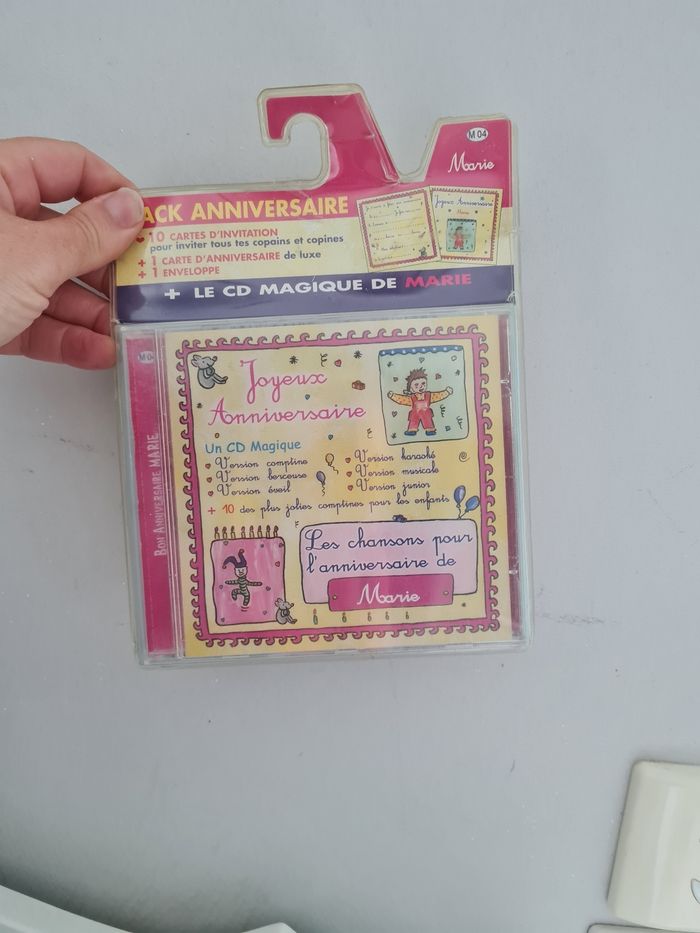 M 04
Marie
ACK ANNIVERSAIRE
10 CARTES D'INVITATION
pour inviter tous tes copains et copines
+ 1 CARTE D'ANNIVERSAIRE de luxe
+ 1 ENVELOPPE
Joyeux Anniversaire
Marie
+ LE CD MAGIQUE DE MARIE
M 04
BON ANNIVERSAIRE MARIE
Joyeux
Anniversaire
Un CD Magique
Version comptine
Version berceuse
Version éveil
Version karaoké
Version musicale
Version junior
+ 10 des plus jolies comptines pour les enfants
Les chansons pour
l'anniversaire de
Marie